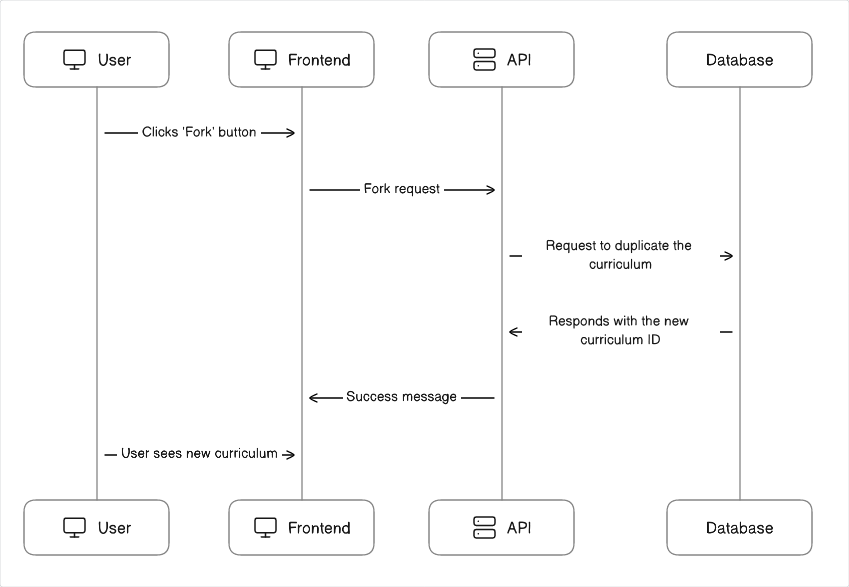 User
Frontend
API
Database
Clicks 'Fork' button
Fork request
Request to duplicate the
curriculum
Responds with the new
curriculum ID
Success message
User sees new curriculum
User
Frontend
API
Database